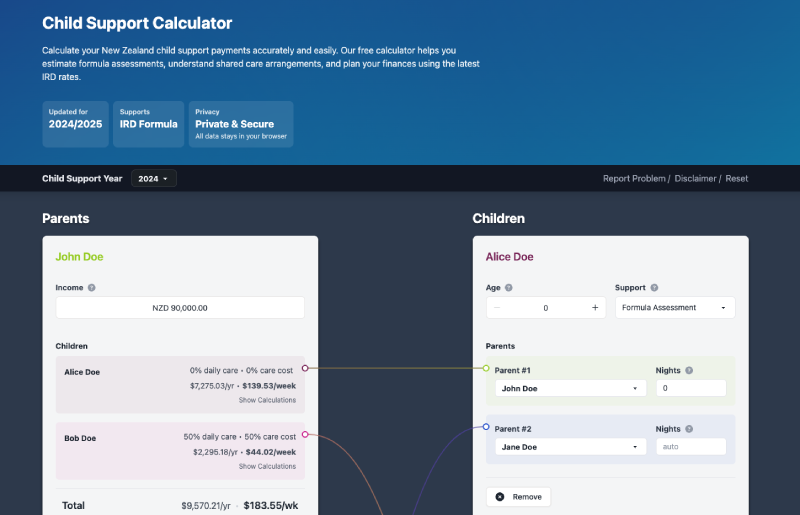 Child Support Calculator
Calculate your New Zealand child support payments accurately and easily. Our free calculator helps you
estimate formula assessments, understand shared care arrangements, and plan your finances using the latest
IRD rates.
Updated for
2024/2025
Supports
IRD Formula
Privacy
Private & Secure
All data stays in your browser
Child Support Year
2024
Report Problem / Disclaimer / Reset
Parents
John Doe
Income ?
NZD 90,000.00
Children
Alice Doe
0% daily care • 0% care cost
$7,275.03/yr • $139.53/week
Show Calculations
Bob Doe
50% daily care • 50% care cost
$2,295.18/yr • $44.02/week
Show Calculations
Total
$9,570.21/yr · $183.55/wk
Children
Alice Doe
Age ?
Support ?
— 0 +
Formula Assessment
Parents
Parent #1
Nights ?
John Doe
0
Parent #2
Nights ?
Jane Doe
auto
Remove